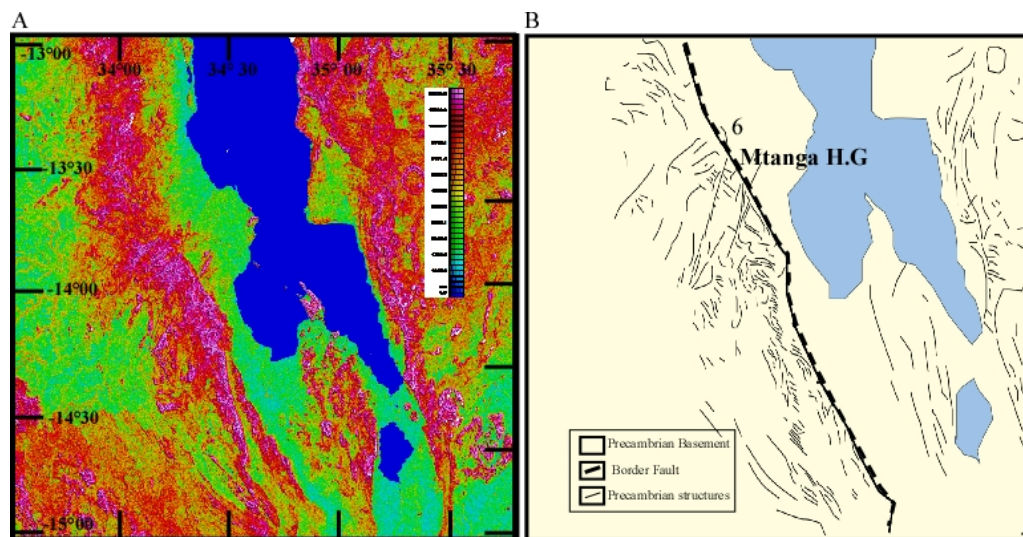 A
-13°00
34°00
34° 30
35° 00
35° 30
-13°30
-14°00
-14°30
-15°00
B
6
Mtanga H.G
Precambrian Basement
Border Fault
Precambrian structures